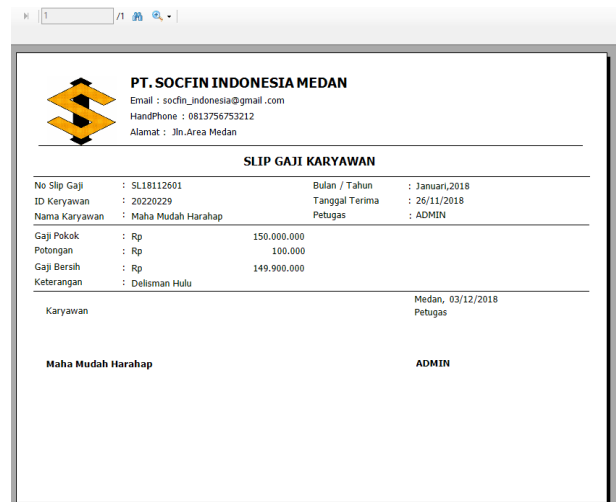 1 /1
PT. SOCFIN INDONESIA MEDAN
Email : socfin_indonesia@gmail .com
HandPhone : 0813756753212
Alamat : Jln.Area Medan
SLIP GAJI KARYAWAN
No Slip Gaji : SL18112601 Bulan / Tahun : Januari,2018
ID Keryawan : 20220229 Tanggal Terima : 26/11/2018
Nama Karyawan : Maha Mudah Harahap Petugas : ADMIN
Gaji Pokok : Rp 150.000.000
Potongan : Rp 100.000
Gaji Bersih : Rp 149.900.000
Keterangan : Delisman Hulu
Medan, 03/12/2018
Karyawan Petugas
Maha Mudah Harahap ADMIN